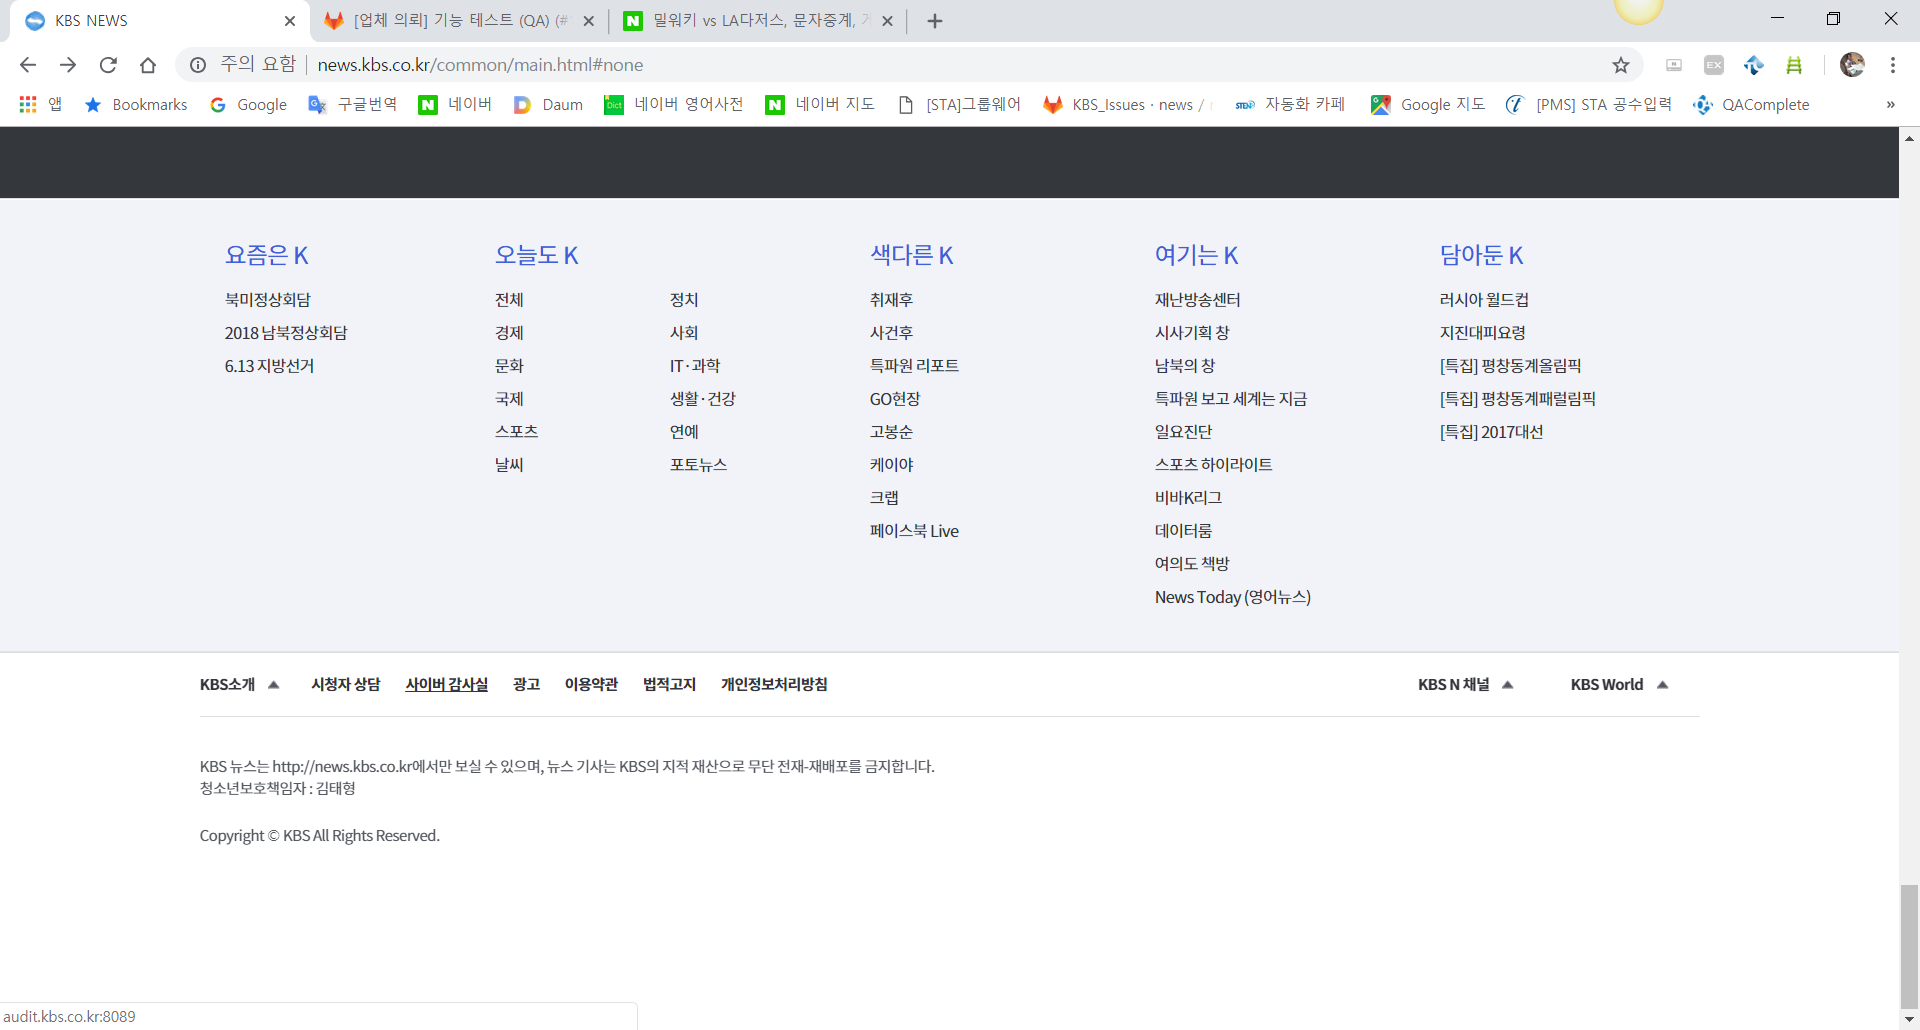 KBS NEWS
[업체 의뢰] 기능 테스트 (QA) (#
밀워키 vs LA다저스, 문자중계,
주의 요함 news.kbs.co.kr/common/main.html#none
앱 Bookmarks Google 구글번역 네이버 Daum 네이버 영어사전 네이버 지도 [STA]그룹웨어 KBS_Issues · news / 자동화 카페 Google 지도 [PMS] STA 공수입력 QAComplete »
요즘은 K
북미정상회담
2018 남북정상회담
6.13 지방선거
오늘도 K
전체 정치
경제 사회
문화 IT·과학
국제 생활·건강
스포츠 연예
날씨 포토뉴스
색다른 K
취재후
사건후
특파원 리포트
GO현장
고봉순
케이야
크랩
페이스북 Live
여기는 K
재난방송센터
시사기획 창
남북의 창
특파원 보고 세계는 지금
일요진단
스포츠 하이라이트
비바K리그
데이터룸
여의도 책방
News Today (영어뉴스)
담아둔 K
러시아 월드컵
지진대피요령
[특집] 평창동계올림픽
[특집] 평창동계패럴림픽
[특집] 2017대선
KBS소개 시청자 상담 사이버 감사실 광고 이용약관 법적고지 개인정보처리방침 KBS N 채널 KBS World
KBS 뉴스는 http://news.kbs.co.kr에서만 보실 수 있으며, 뉴스 기사는 KBS의 지적 재산으로 무단 전재-재배포를 금지합니다.
청소년보호책임자 : 김태형
Copyright © KBS All Rights Reserved.
audit.kbs.co.kr:8089